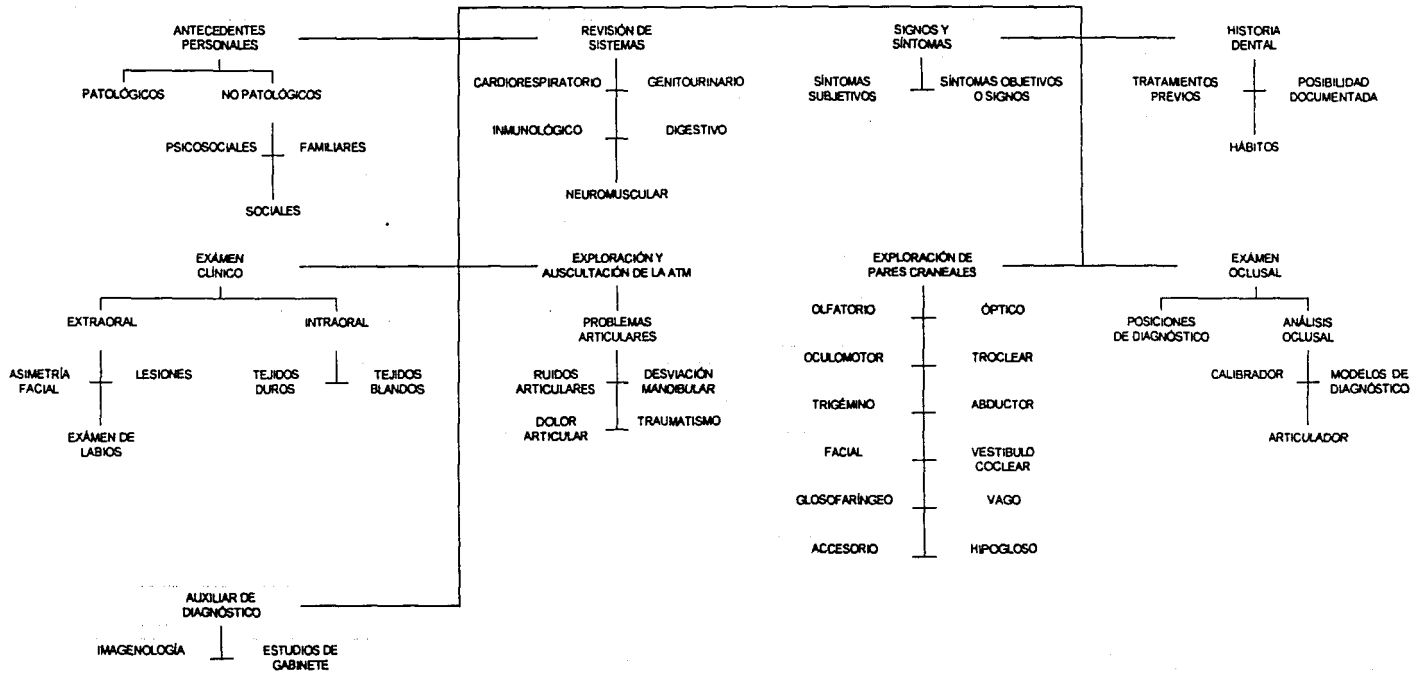 ANTECEDENTES
PERSONALES
PATOLÓGICOS
NO PATOLÓGICOS
PSICOSOCIALES
FAMILIARES
SOCIALES
REVISIÓN DE
SISTEMAS
CARDIORESPIRATORIO
GENITOURINARIO
INMUNOLÓGICO
DIGESTIVO
NEUROMUSCULAR
SIGNOS Y
SÍNTOMAS
SÍNTOMAS
SUBJETIVOS
SÍNTOMAS OBJETIVOS
O SIGNOS
HISTORIA
DENTAL
TRATAMIENTOS
PREVIOS
POSIBILIDAD
DOCUMENTADA
HÁBITOS
EXÁMEN
CLÍNICO
EXTRAORAL
INTRAORAL
ASIMETRÍA
FACIAL
LESIONES
EXÁMEN DE
LABIOS
TEJIDOS
DUROS
TEJIDOS
BLANDOS
EXPLORACIÓN Y
AUSCULTACIÓN DE LA ATM
PROBLEMAS
ARTICULARES
RUIDOS
ARTICULARES
DESVIACIÓN
MANDIBULAR
DOLOR
ARTICULAR
TRAUMATISMO
EXPLORACIÓN DE
PARES CRANEALES
OLFATORIO
ÓPTICO
OCULOMOTOR
TROCLEAR
TRIGÉMINO
ABDUCTOR
FACIAL
VESTIBULO
COCLEAR
GLOSOFARÍNGEO
VAGO
ACCESORIO
HIPOGLOSO
EXÁMEN
OCLUSAL
POSICIONES
DE DIAGNÓSTICO
ANÁLISIS
OCLUSAL
CALIBRADOR
MODELOS DE
DIAGNÓSTICO
ARTICULADOR
AUXILIAR DE
DIAGNÓSTICO
IMAGENOLOGÍA
ESTUDIOS DE
GABINETE